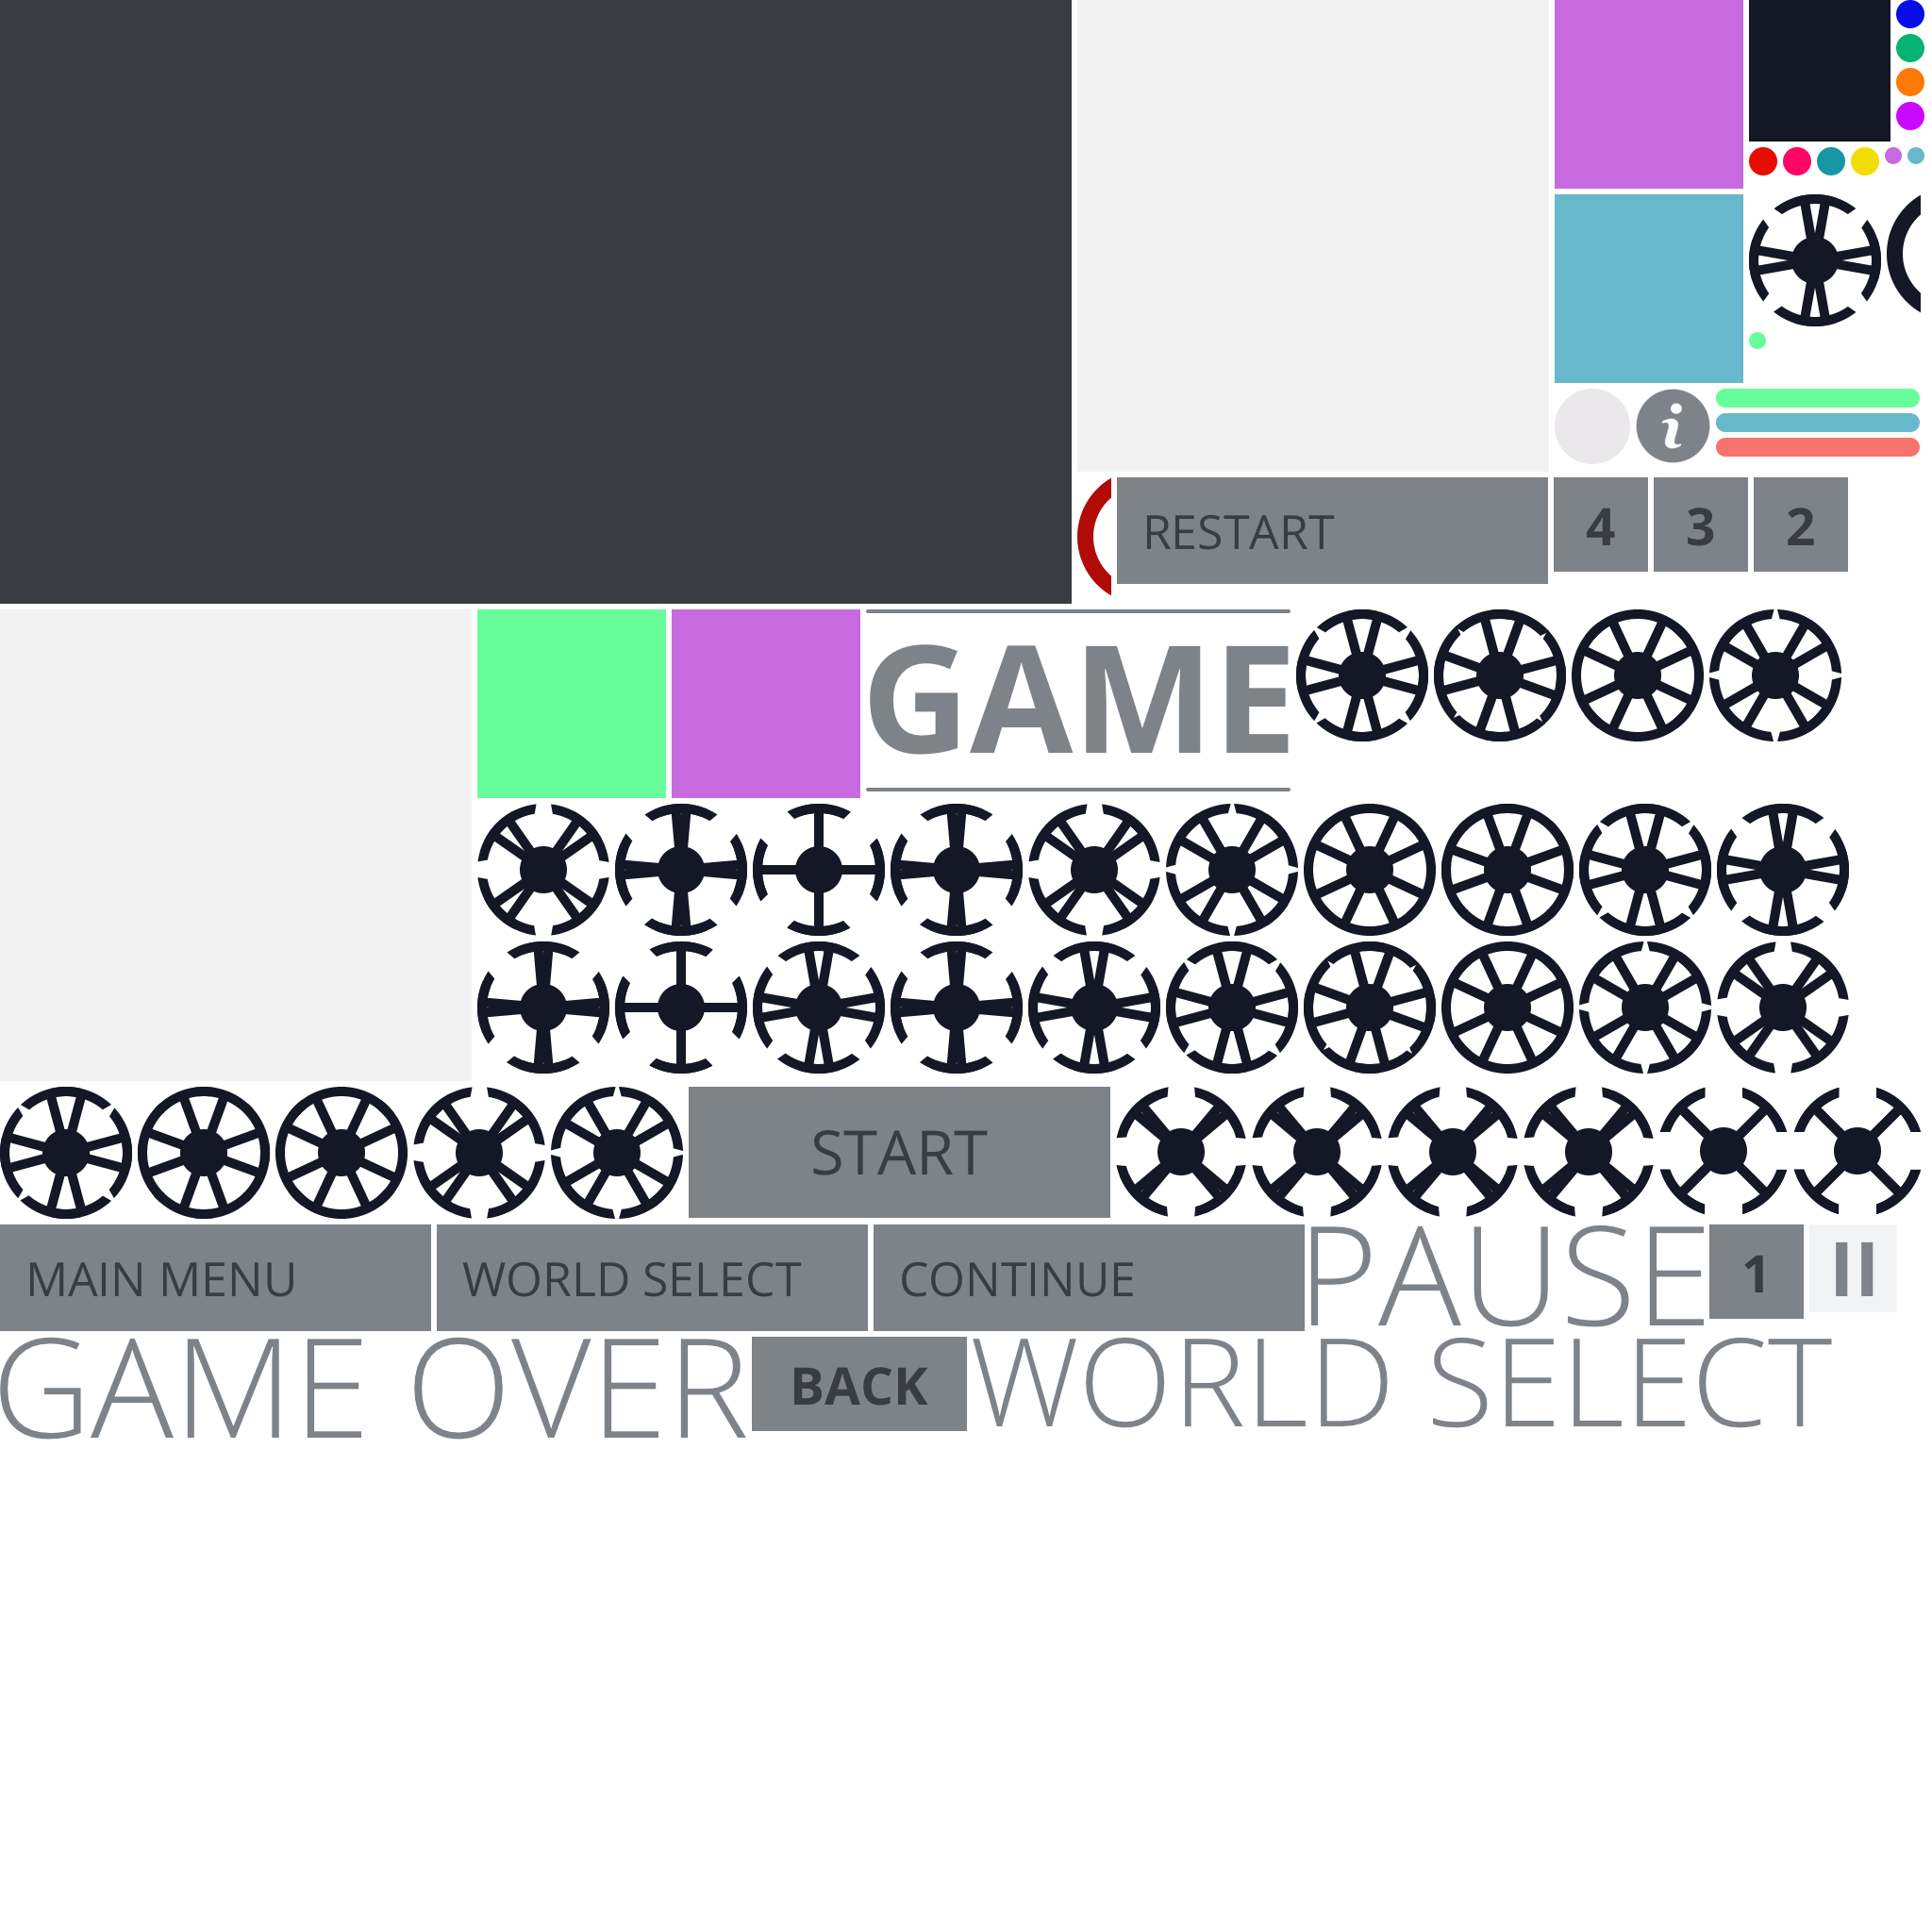 i
RESTART
4
3
2
GAME
START
MAIN MENU
WORLD SELECT
CONTINUE
PAUSE
1
GAME OVER
BACK
WORLD SELECT